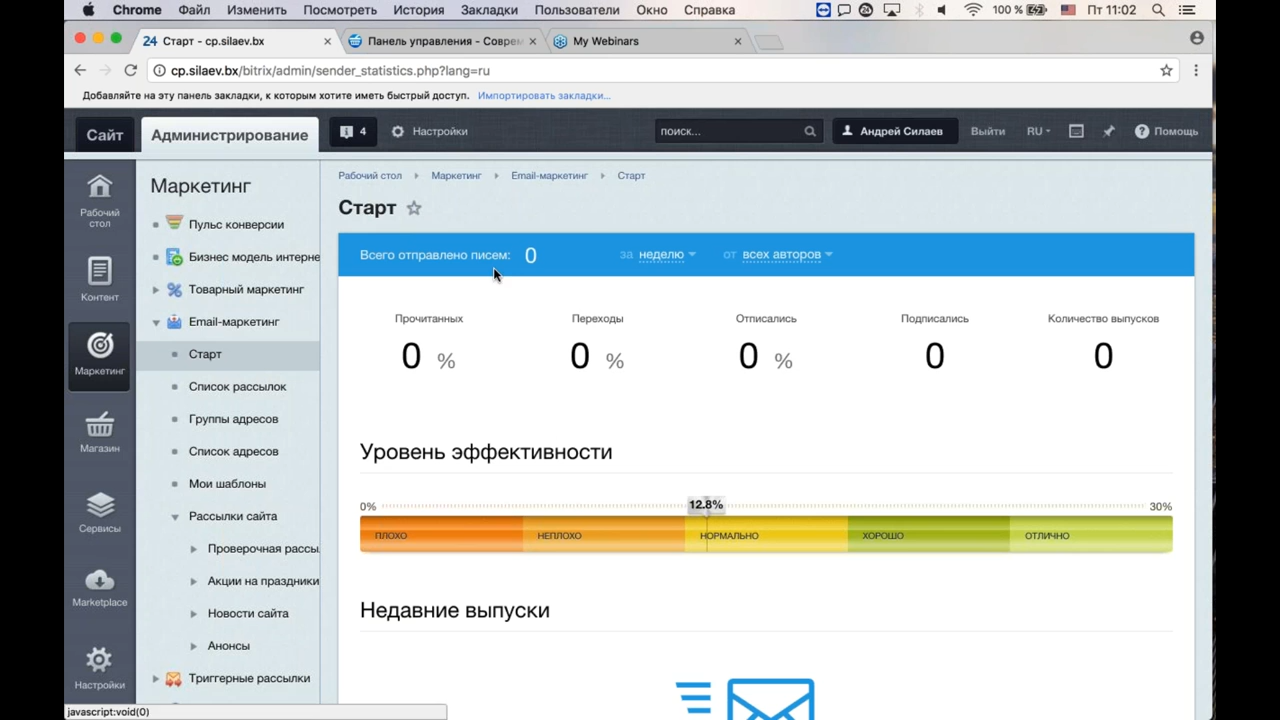 Chrome Файл Изменить Посмотреть История Закладки Пользователи Окно Справка 100 % Пт 11:02
24 Старт - cp.silaev.bx × Панель управления - Соврем × My Webinars ×
cp.silaev.bx/bitrix/admin/sender_statistics.php?lang=ru
Добавляйте на эту панель закладки, к которым хотите иметь быстрый доступ. Импортировать закладки...
Сайт Администрирование 4 Настройки поиск... Андрей Силаев Выйти RU Помощь
Рабочий стол
Контент
Маркетинг
Магазин
Сервисы
Marketplace
Настройки
Маркетинг
Пульс конверсии
Бизнес модель интерне
Товарный маркетинг
Email-маркетинг
Старт
Список рассылок
Группы адресов
Список адресов
Мои шаблоны
Рассылки сайта
Проверочная рассы
Акции на праздники
Новости сайта
Анонсы
Триггерные рассылки
Рабочий стол Маркетинг Email-маркетинг Старт
Старт
Всего отправлено писем: 0 за неделю от всех авторов
Прочитанных Переходы Отписались Подписались Количество выпусков
0 % 0 % 0 % 0 0
Уровень эффективности
0% 12.8% 30%
ПЛОХО НЕПЛОХО НОРМАЛЬНО ХОРОШО ОТЛИЧНО
Недавние выпуски
javascript:void(0)